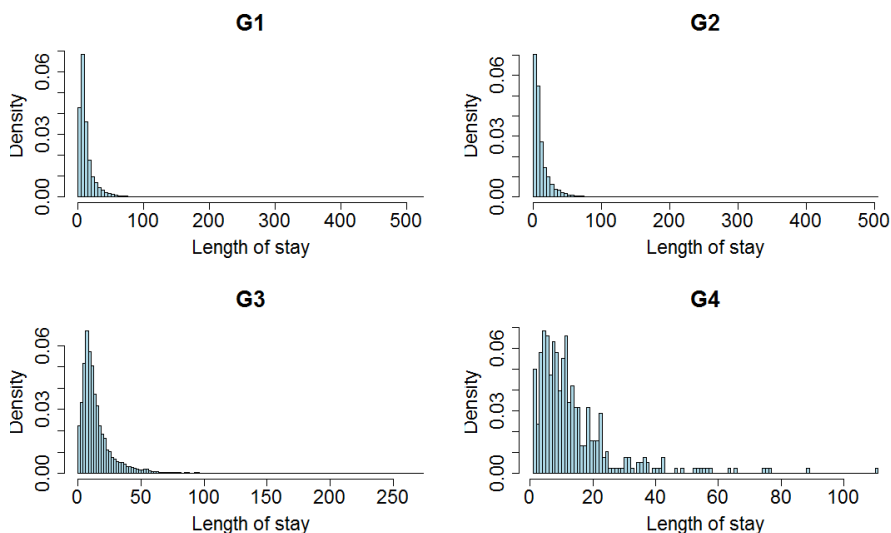 G1
Density
0.00 0.03 0.06
0 100 200 300 400 500
Length of stay
G2
Density
0.00 0.03 0.06
0 100 200 300 400 500
Length of stay
G3
Density
0.00 0.03 0.06
0 50 100 150 200 250
Length of stay
G4
Density
0.00 0.03 0.06
0 20 40 60 80 100
Length of stay